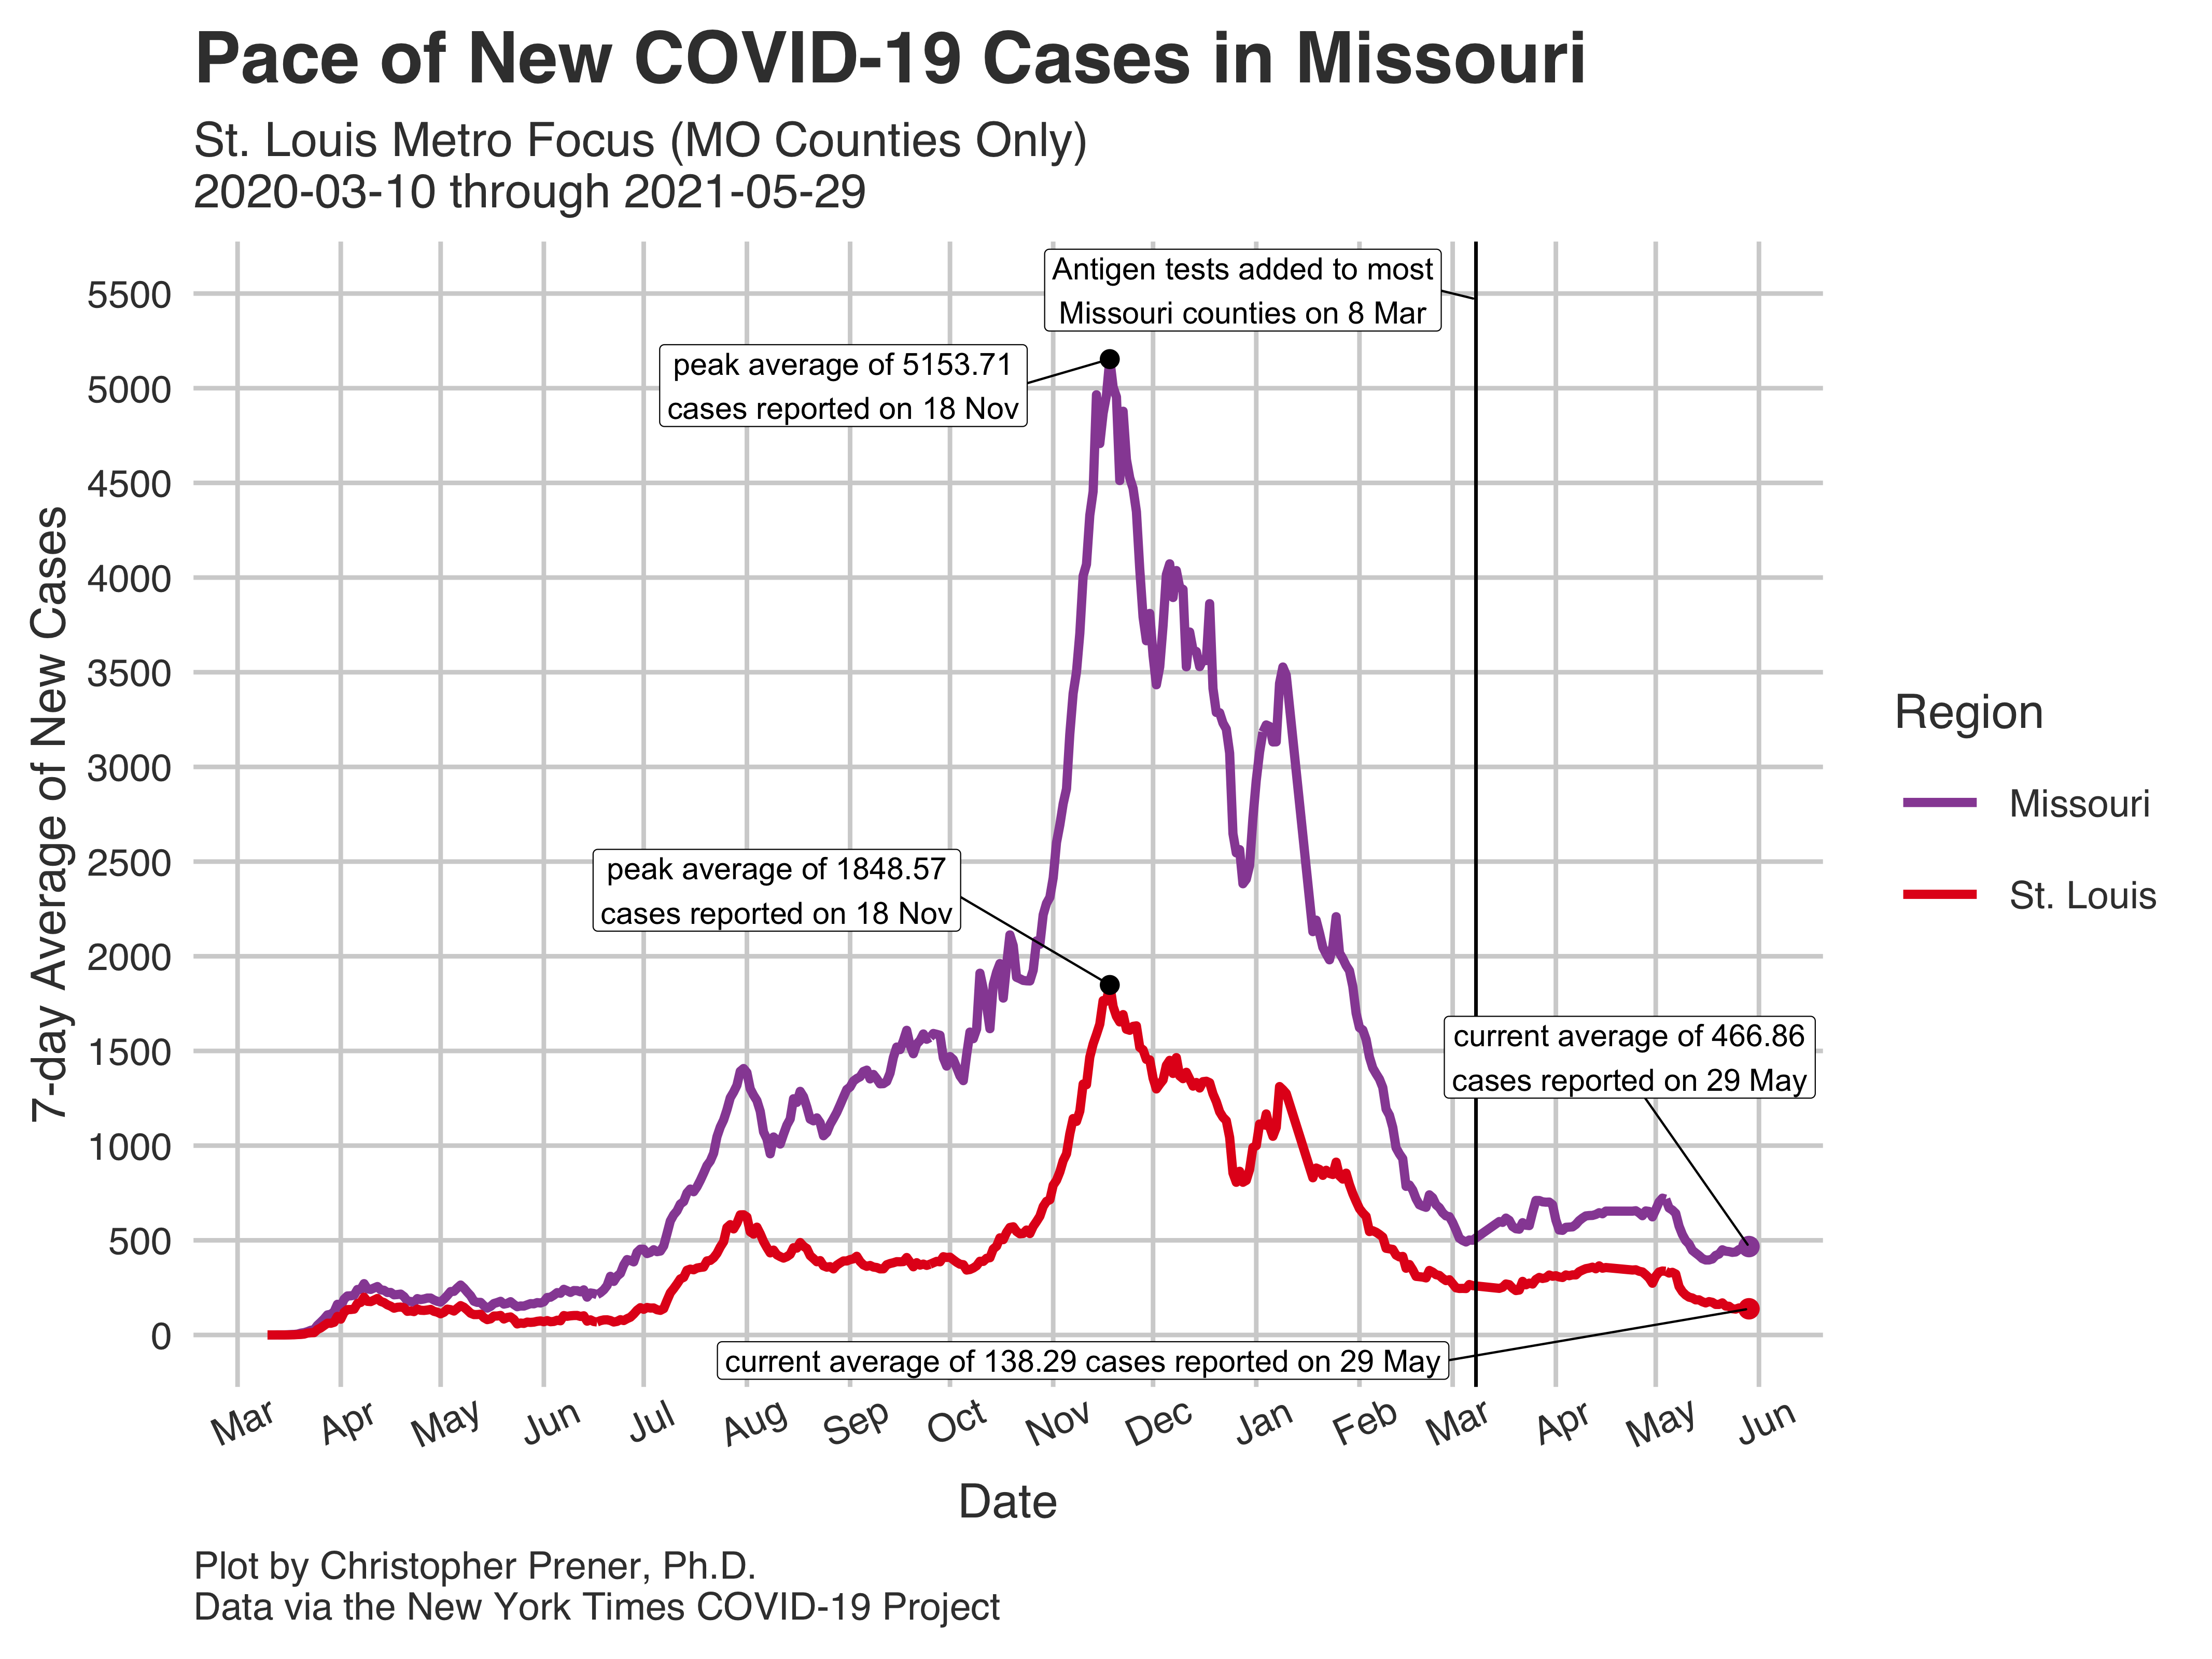 Pace of New COVID-19 Cases in Missouri
St. Louis Metro Focus (MO Counties Only)
2020-03-10 through 2021-05-29
Antigen tests added to most
Missouri counties on 8 Mar
peak average of 5153.71
cases reported on 18 Nov
peak average of 1848.57
cases reported on 18 Nov
current average of 466.86
cases reported on 29 May
current average of 138.29 cases reported on 29 May
7-day Average of New Cases
5500
5000
4500
4000
3500
3000
2500
2000
1500
1000
500
0
Mar Apr May Jun Jul Aug Sep Oct Nov Dec Jan Feb Mar Apr May Jun
Date
Region
Missouri
St. Louis
Plot by Christopher Prener, Ph.D.
Data via the New York Times COVID-19 Project